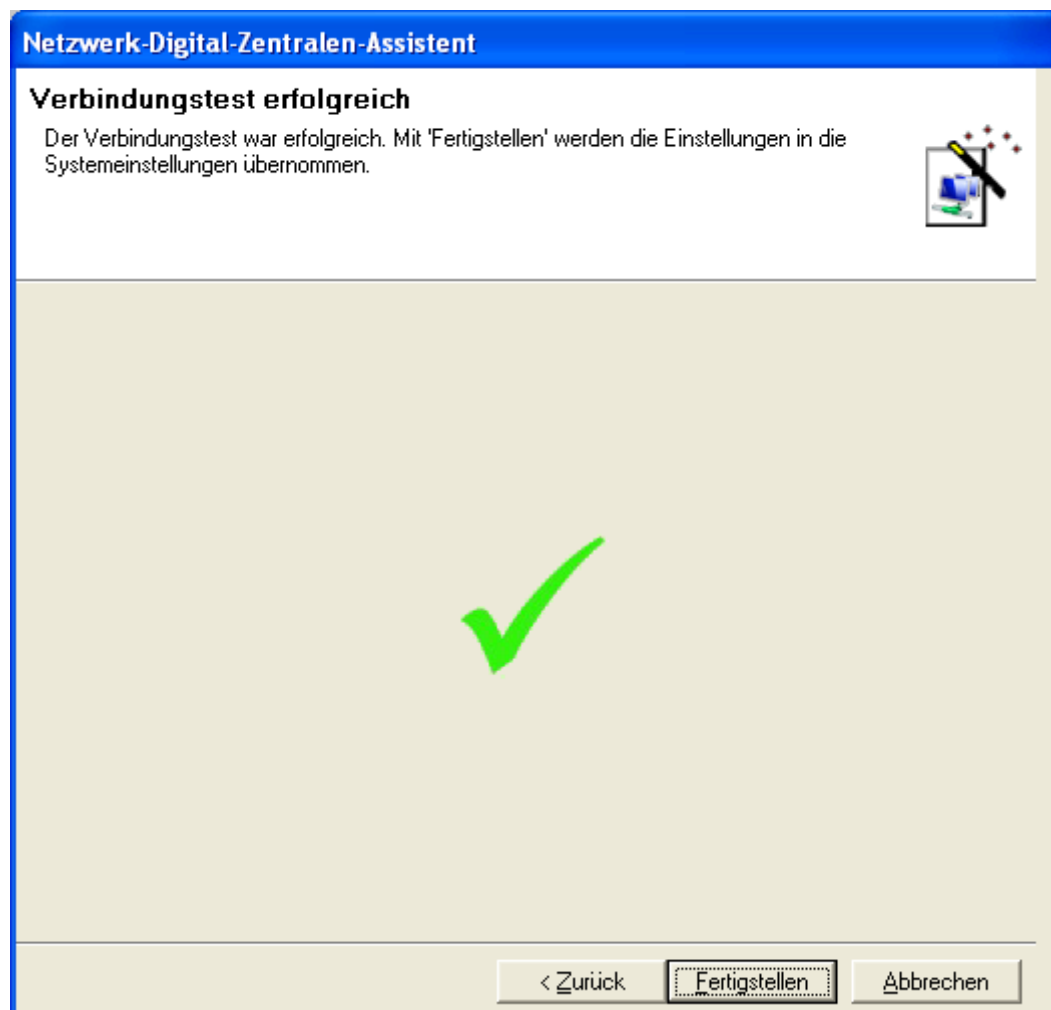 Netzwerk-Digital-Zentralen-Assistent
Verbindungstest erfolgreich
Der Verbindungstest war erfolgreich. Mit 'Fertigstellen' werden die Einstellungen in die
Systemeinstellungen übernommen.
< Zurück Fertigstellen Abbrechen